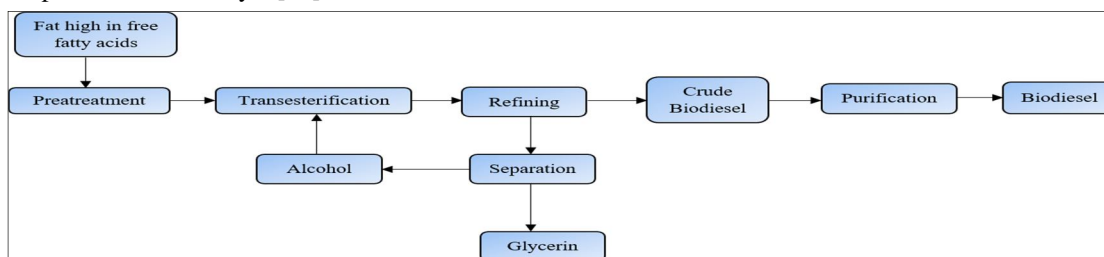 Fat high in free
fatty acids
Preatreatment
Transesterification
Refining
Crude
Biodiesel
Purification
Biodiesel
Alcohol
Separation
Glycerin